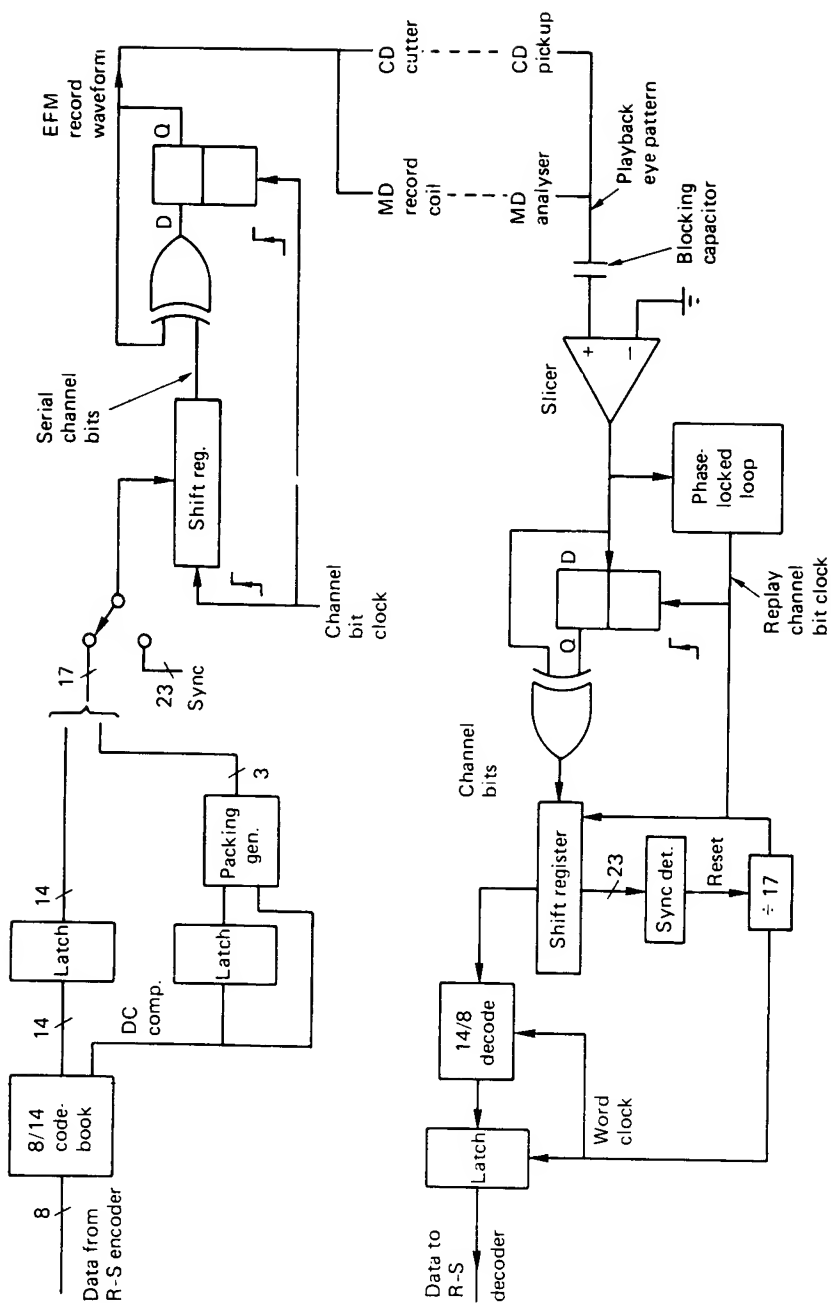 Data from
R-S encoder
8
8/14
code-
book
14
Latch
14
DC
comp.
Latch
Packing
gen.
3
17
23
Sync
Channel
bit clock
Shift reg.
Serial
channel
bits
D
Q
EFM
record
waveform
MD
record
coil
CD
cutter
MD
analyser
CD
pickup
Playback
eye pattern
Blocking
capacitor
+
−
Slicer
Phase-
locked
loop
D
Q
Replay
channel
bit clock
Channel
bits
Shift register
23
Sync det.
Reset
÷ 17
14/8
decode
Word
clock
Latch
Data to
R-S
decoder